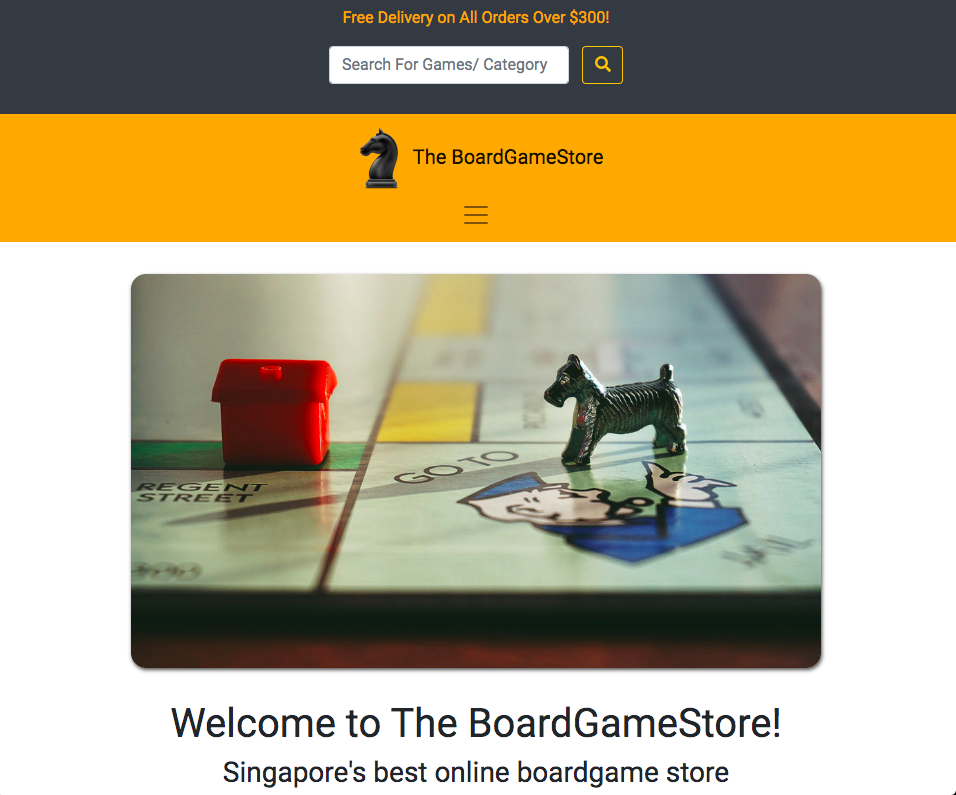 Free Delivery on All Orders Over $300!
Search For Games/ Category
The BoardGameStore
GO TO
REGENT
STREET
JAIL
Welcome to The BoardGameStore!
Singapore's best online boardgame store